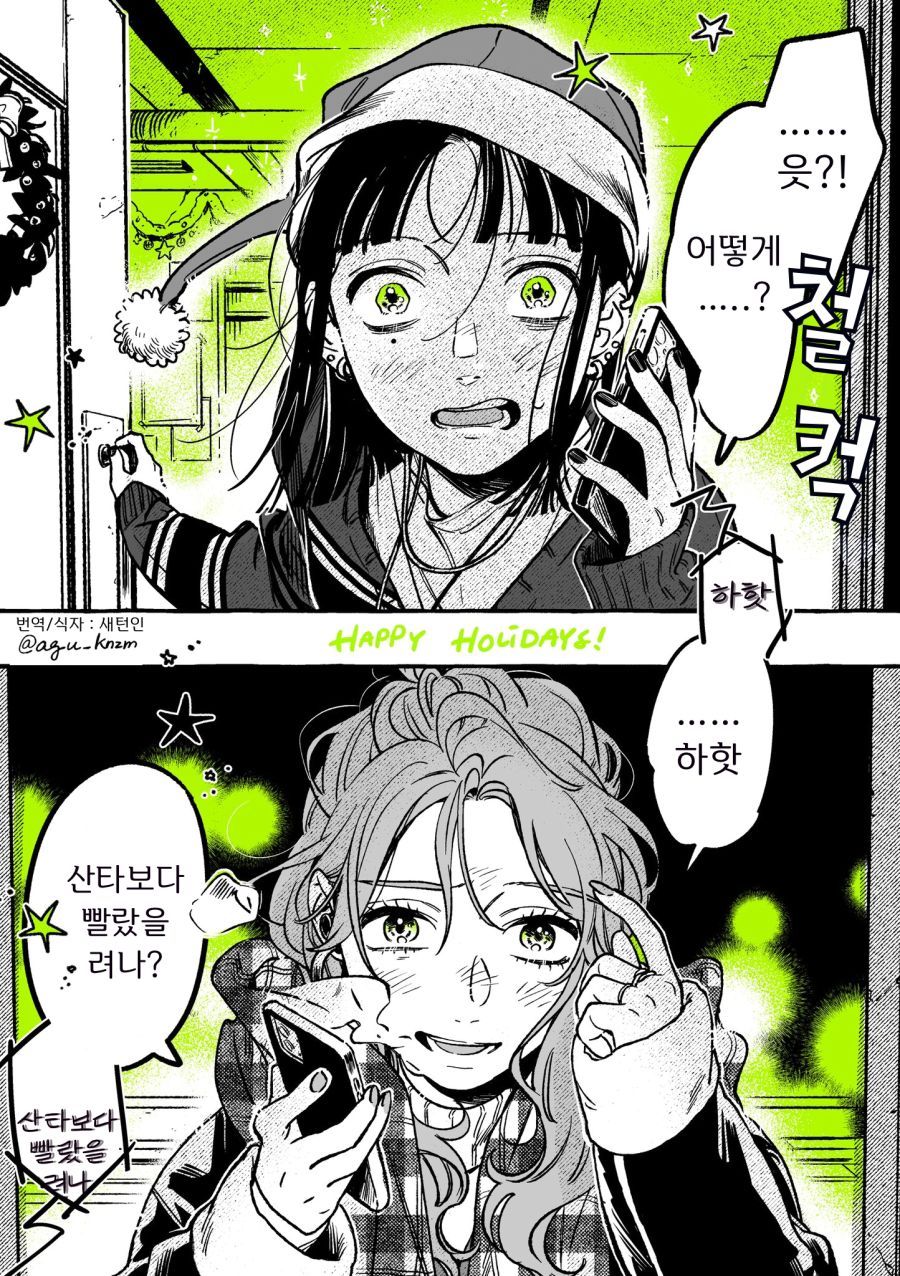 ……
읏?!
어떻게
.....?
철컥
하핫
번역/식자 : 새턴인
@agu_knzm
HAPPY HOLIDAYS!
……
하핫
산타보다
빨랐을
려나?
산타보다
빨랐을
려나